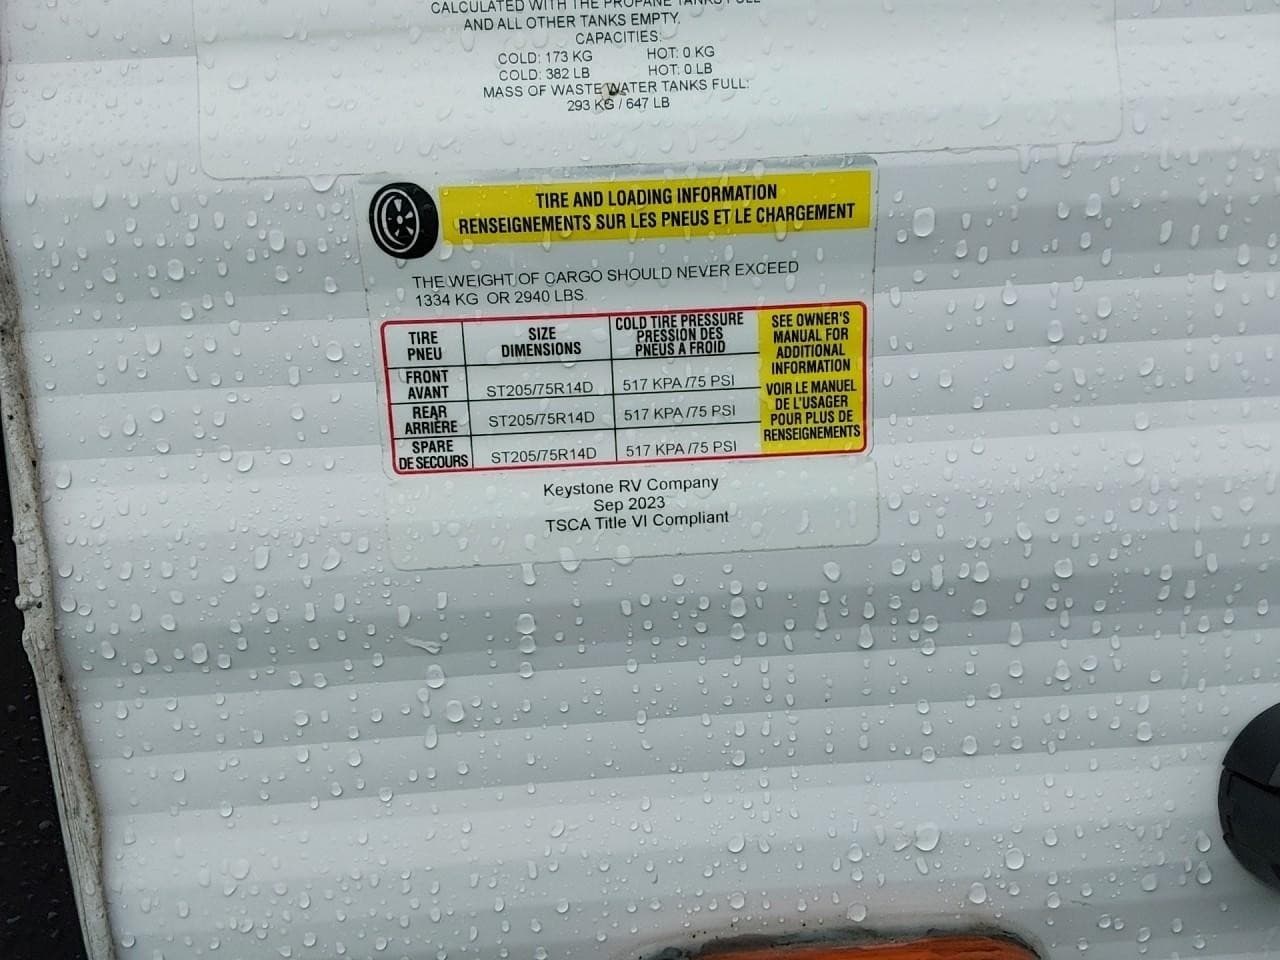 CALCULATED WITH THE PROPANE TANKS FULL
AND ALL OTHER TANKS EMPTY.
CAPACITIES:
COLD: 173 KG HOT: 0 KG
COLD: 382 LB HOT: 0 LB
MASS OF WASTE WATER TANKS FULL:
293 KG / 647 LB
TIRE AND LOADING INFORMATION
RENSEIGNEMENTS SUR LES PNEUS ET LE CHARGEMENT
THE WEIGHT OF CARGO SHOULD NEVER EXCEED
1334 KG OR 2940 LBS.
TIRE
PNEU
SIZE
DIMENSIONS
COLD TIRE PRESSURE
PRESSION DES
PNEUS A FROID
FRONT
AVANT
ST205/75R14D
517 KPA /75 PSI
REAR
ARRIÈRE
ST205/75R14D
517 KPA /75 PSI
SPARE
DE SECOURS
ST205/75R14D
517 KPA /75 PSI
SEE OWNER'S
MANUAL FOR
ADDITIONAL
INFORMATION
VOIR LE MANUEL
DE L'USAGER
POUR PLUS DE
RENSEIGNEMENTS
Keystone RV Company
Sep 2023
TSCA Title VI Compliant